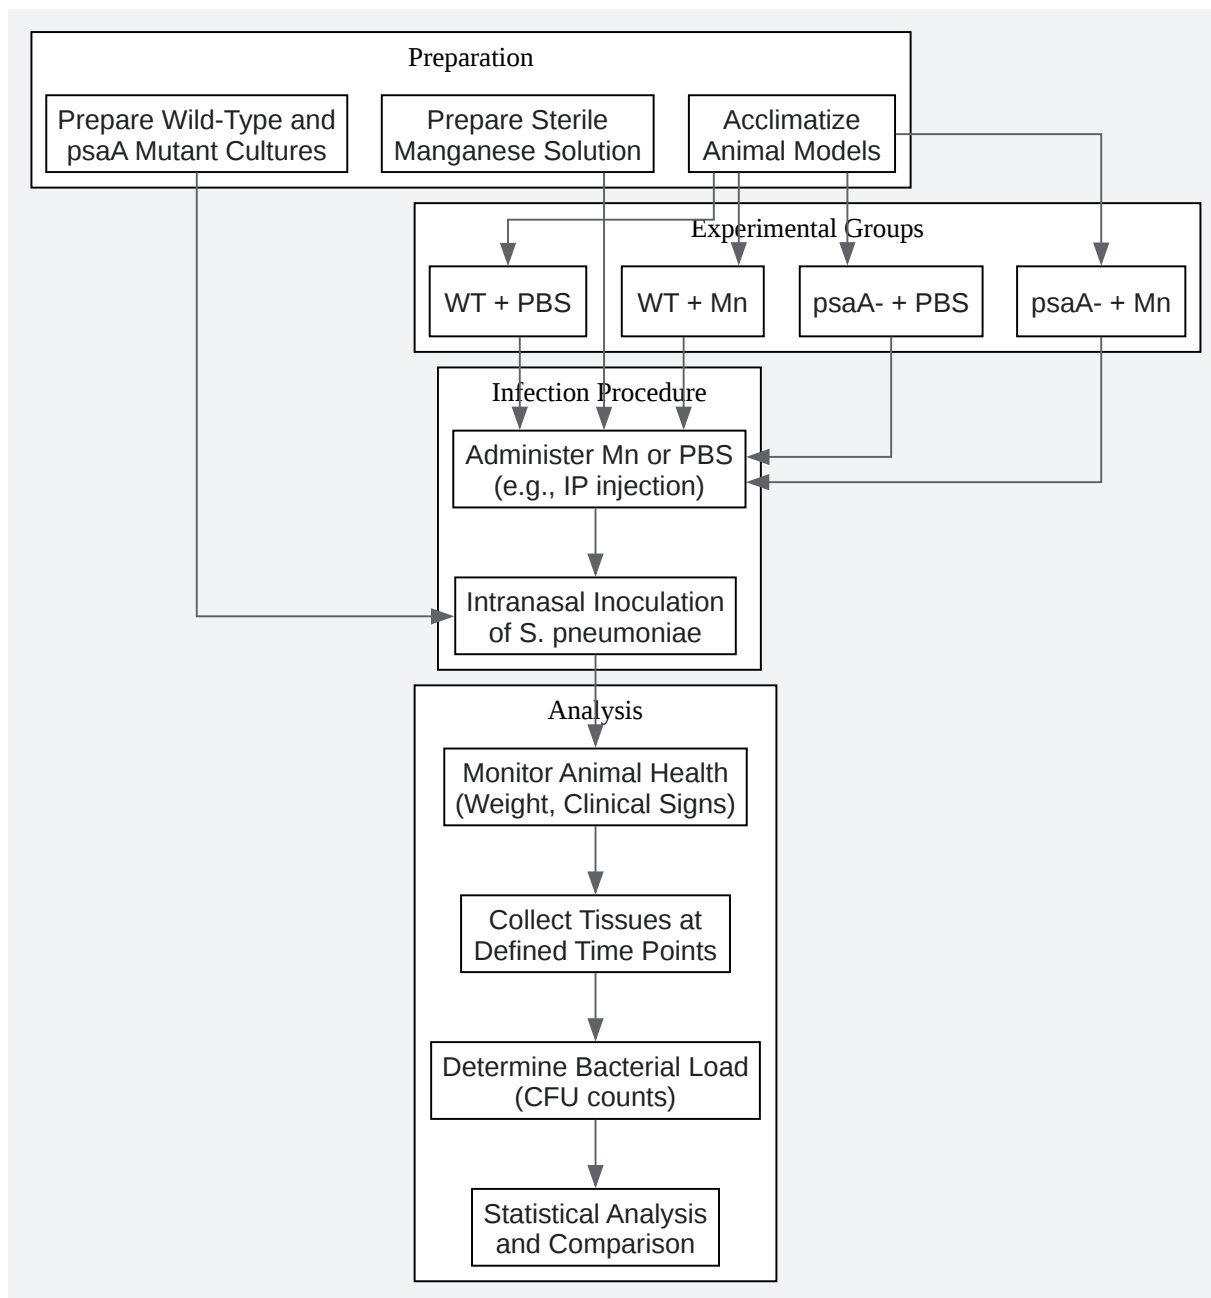 Preparation
Prepare Wild-Type and
psaA Mutant Cultures
Prepare Sterile
Manganese Solution
Acclimatize
Animal Models
Experimental Groups
WT + PBS
WT + Mn
psaA- + PBS
psaA- + Mn
Infection Procedure
Administer Mn or PBS
(e.g., IP injection)
Intranasal Inoculation
of S. pneumoniae
Analysis
Monitor Animal Health
(Weight, Clinical Signs)
Collect Tissues at
Defined Time Points
Determine Bacterial Load
(CFU counts)
Statistical Analysis
and Comparison